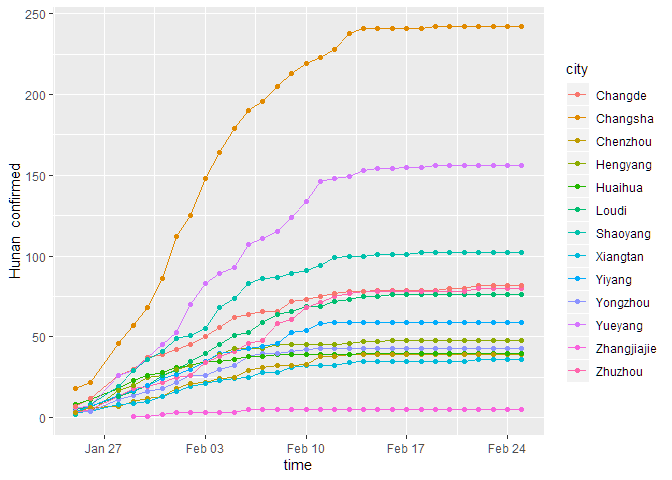 250
200
150
100
50
0
Hunan confirmed
Jan 27
Feb 03
Feb 10
Feb 17
Feb 24
time
city
Changde
Changsha
Chenzhou
Hengyang
Huaihua
Loudi
Shaoyang
Xiangtan
Yiyang
Yongzhou
Yueyang
Zhangjiajie
Zhuzhou